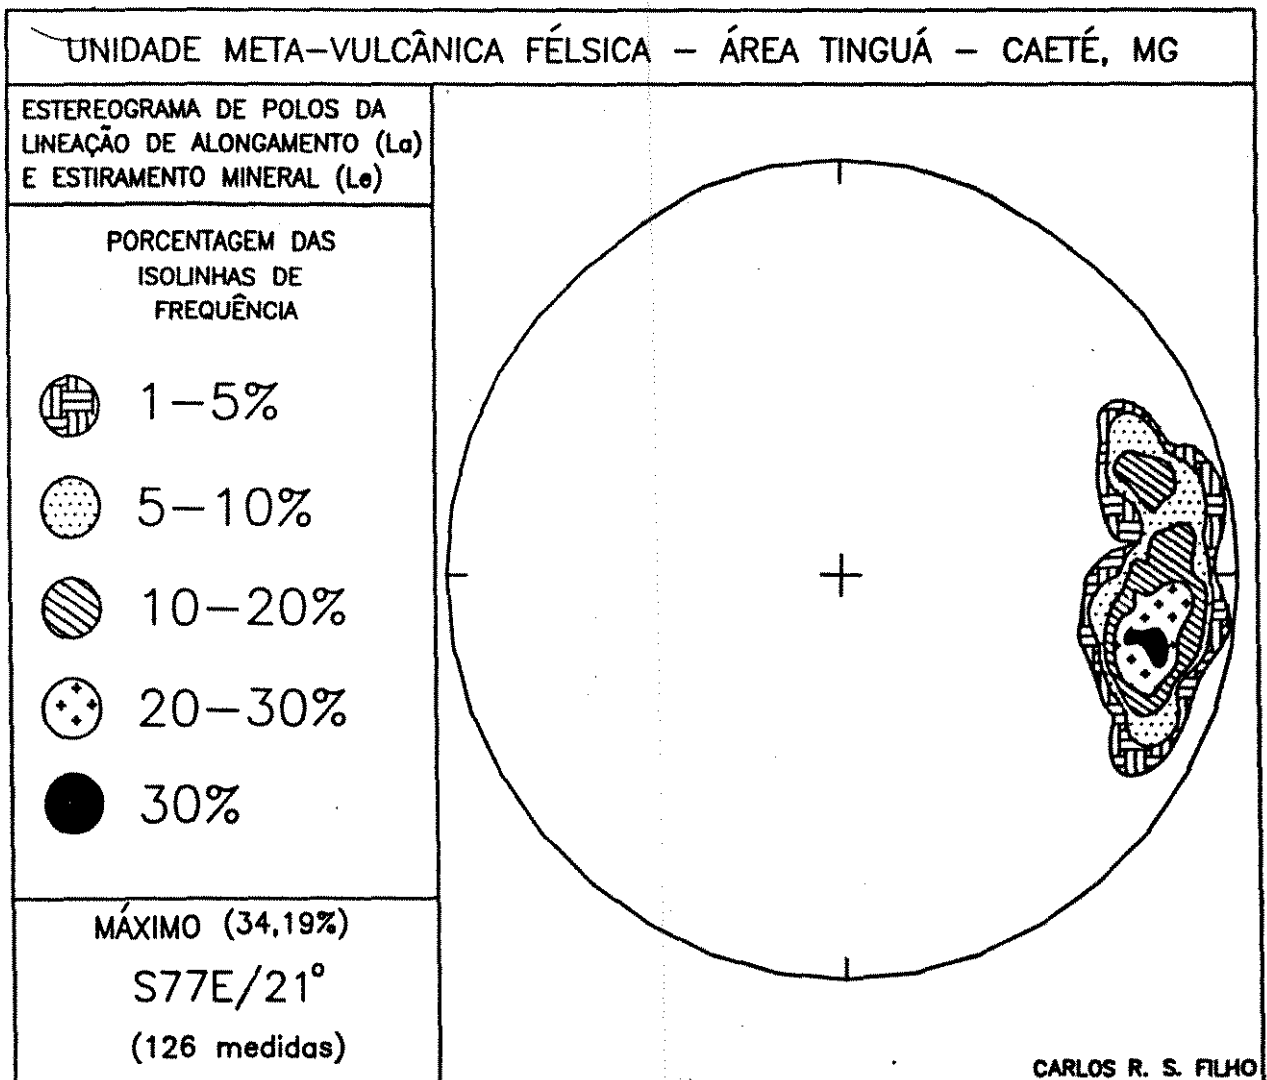 UNIDADE META-VULCÂNICA FÉLSICA - ÁREA TINGUÁ - CAETÉ, MG
ESTEREOGRAMA DE POLOS DA
LINEAÇÃO DE ALONGAMENTO (La)
E ESTIRAMENTO MINERAL (Le)
PORCENTAGEM DAS
ISOLINHAS DE
FREQUÊNCIA
1-5%
5-10%
10-20%
20-30%
30%
MÁXIMO (34,19%)
S77E/21°
(126 medidas)
CARLOS R. S. FILHO